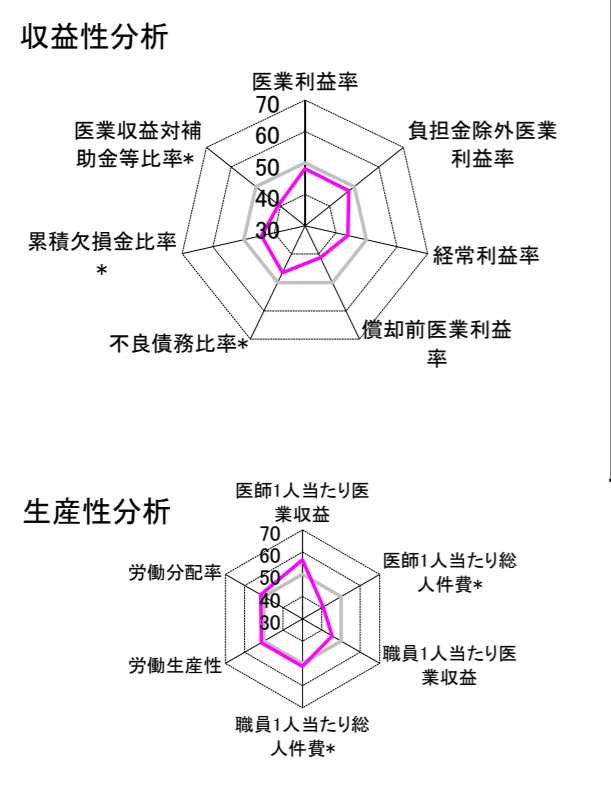 収益性分析
医業利益率
70
60
50
40
30
負担金除外医業
利益率
経常利益率
償却前医業利益
率
不良債務比率*
累積欠損金比率
*
医業収益対補
助金等比率*
生産性分析
医師1人当たり医
業収益
70
60
50
40
30
医師1人当たり総
人件費*
職員1人当たり医
業収益
職員1人当たり総
人件費*
労働生産性
労働分配率